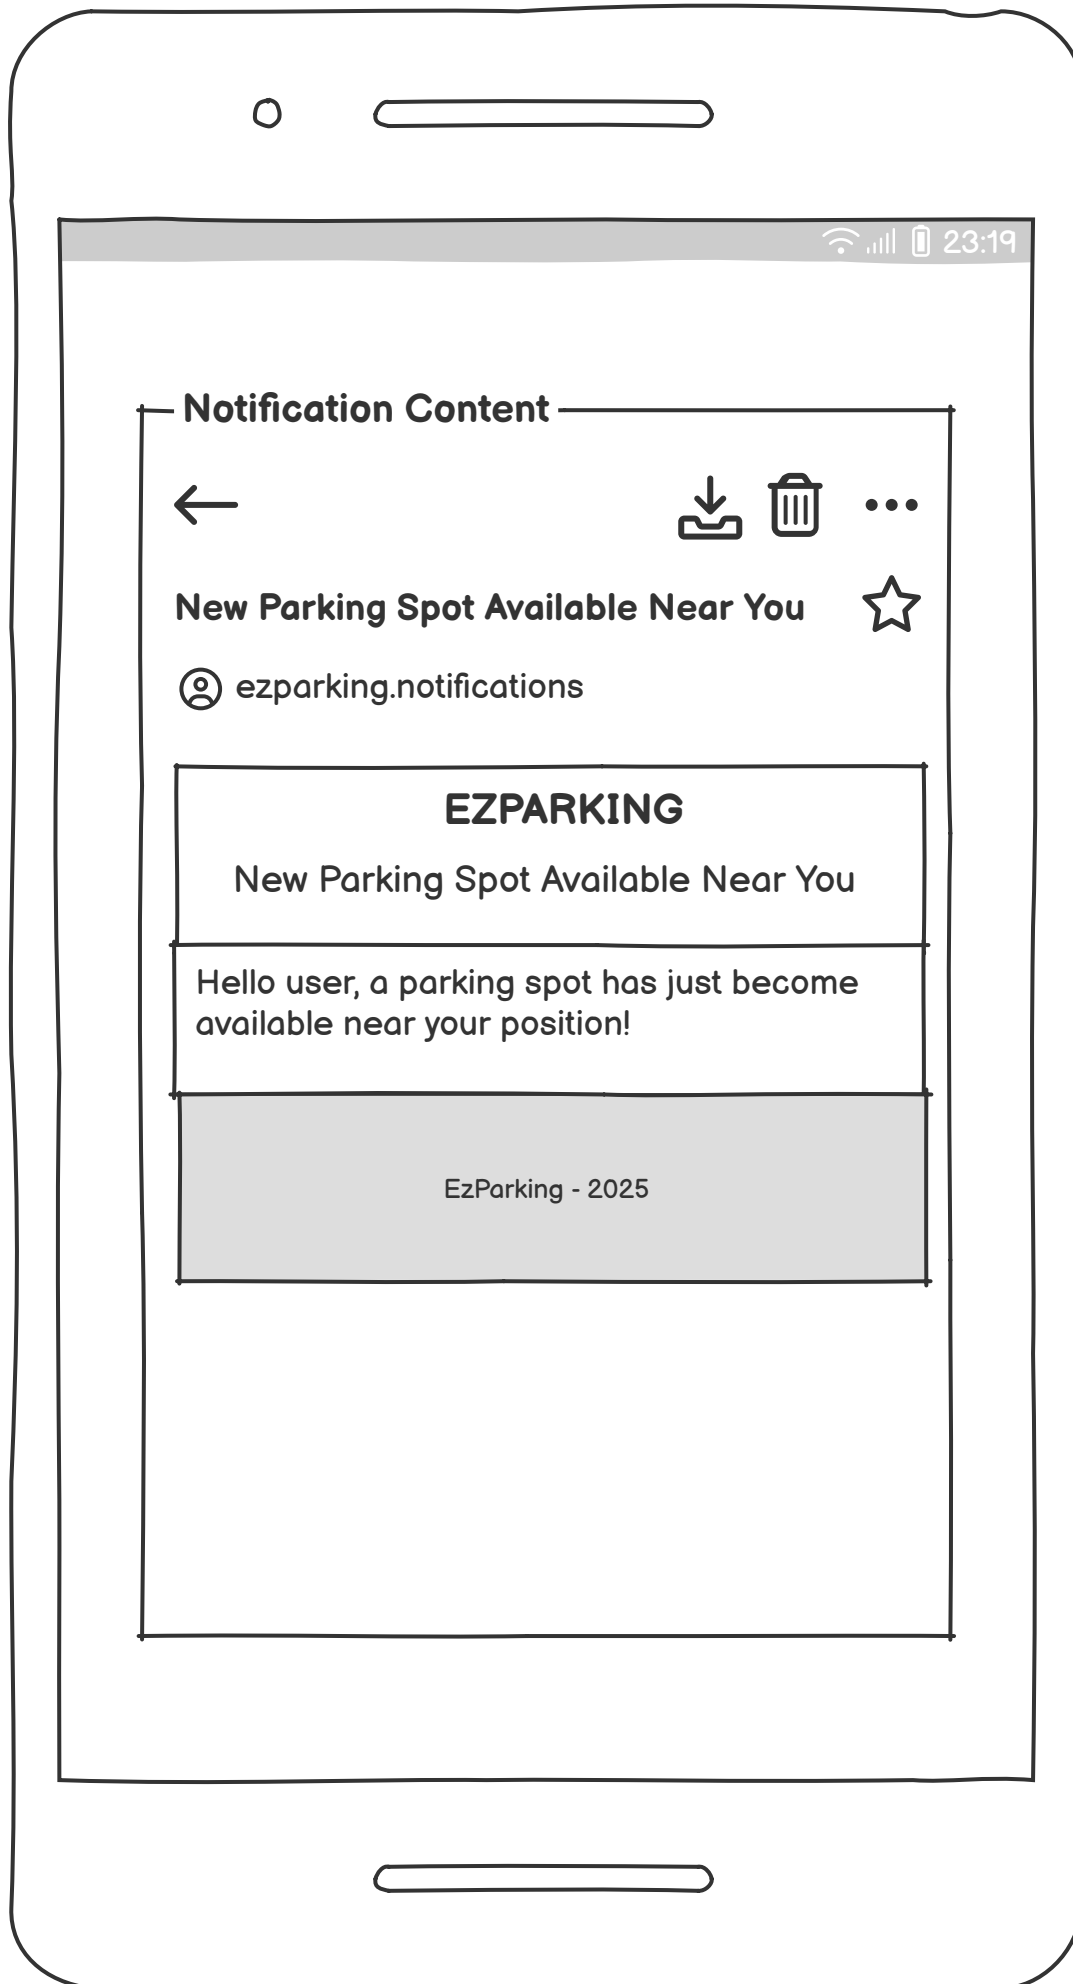 23:19
Notification Content
New Parking Spot Available Near You
ezparking.notifications
EZPARKING
New Parking Spot Available Near You
Hello user, a parking spot has just become
available near your position!
EzParking - 2025